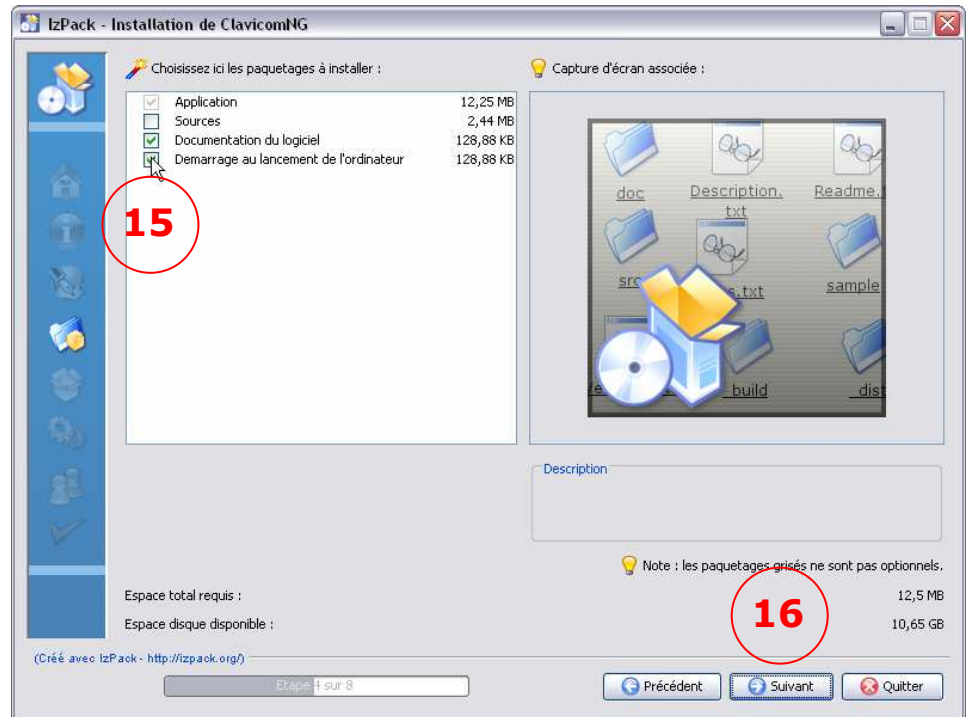 IzPack - Installation de ClavicomNG
Choisissez ici les paquetages à installer :
Capture d'écran associée :
Application 12,25 MB
Sources 2,44 MB
Documentation du logiciel 128,88 KB
Demarrage au lancement de l'ordinateur 128,88 KB
15
doc Description. Readme.
txt
src .txt sample
build dist
Description
Note : les paquetages grisés ne sont pas optionnels.
Espace total requis : 12,5 MB
16
Espace disque disponible : 10,65 GB
(Créé avec IzPack - http://izpack.org/)
Etape 4 sur 8
Précédent Suivant Quitter